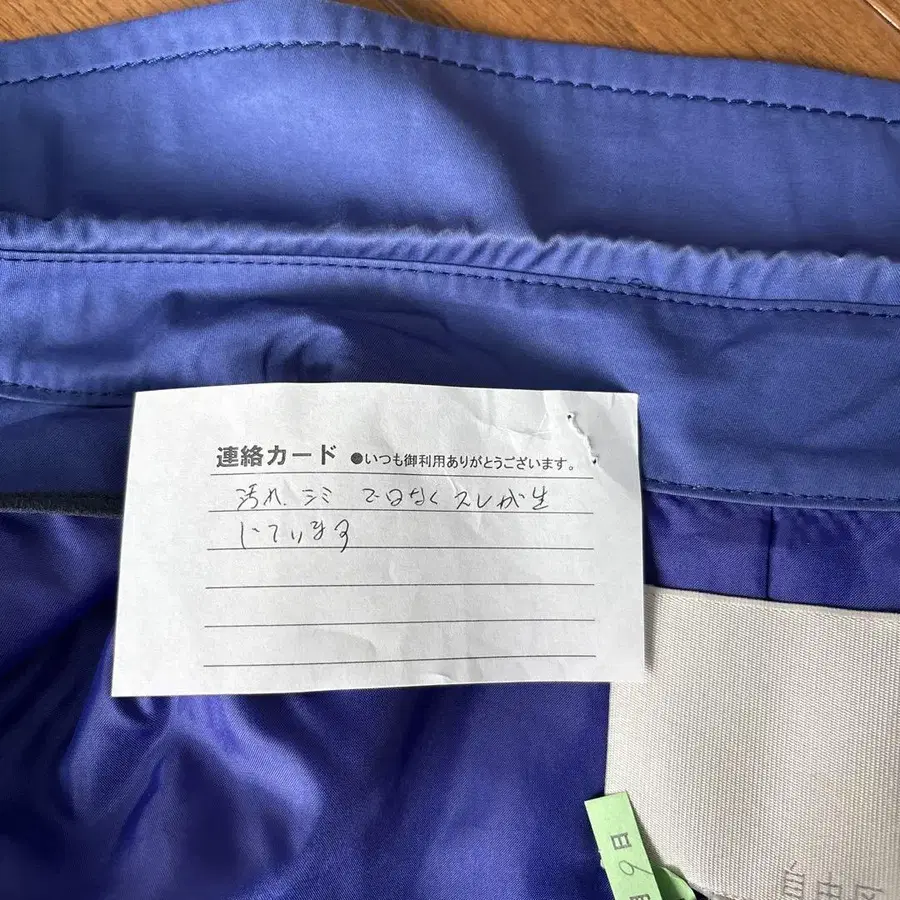 連絡カード ●いつも御利用ありがとうございます。
汚れ、シミ ではなくスレが生
じています
日6